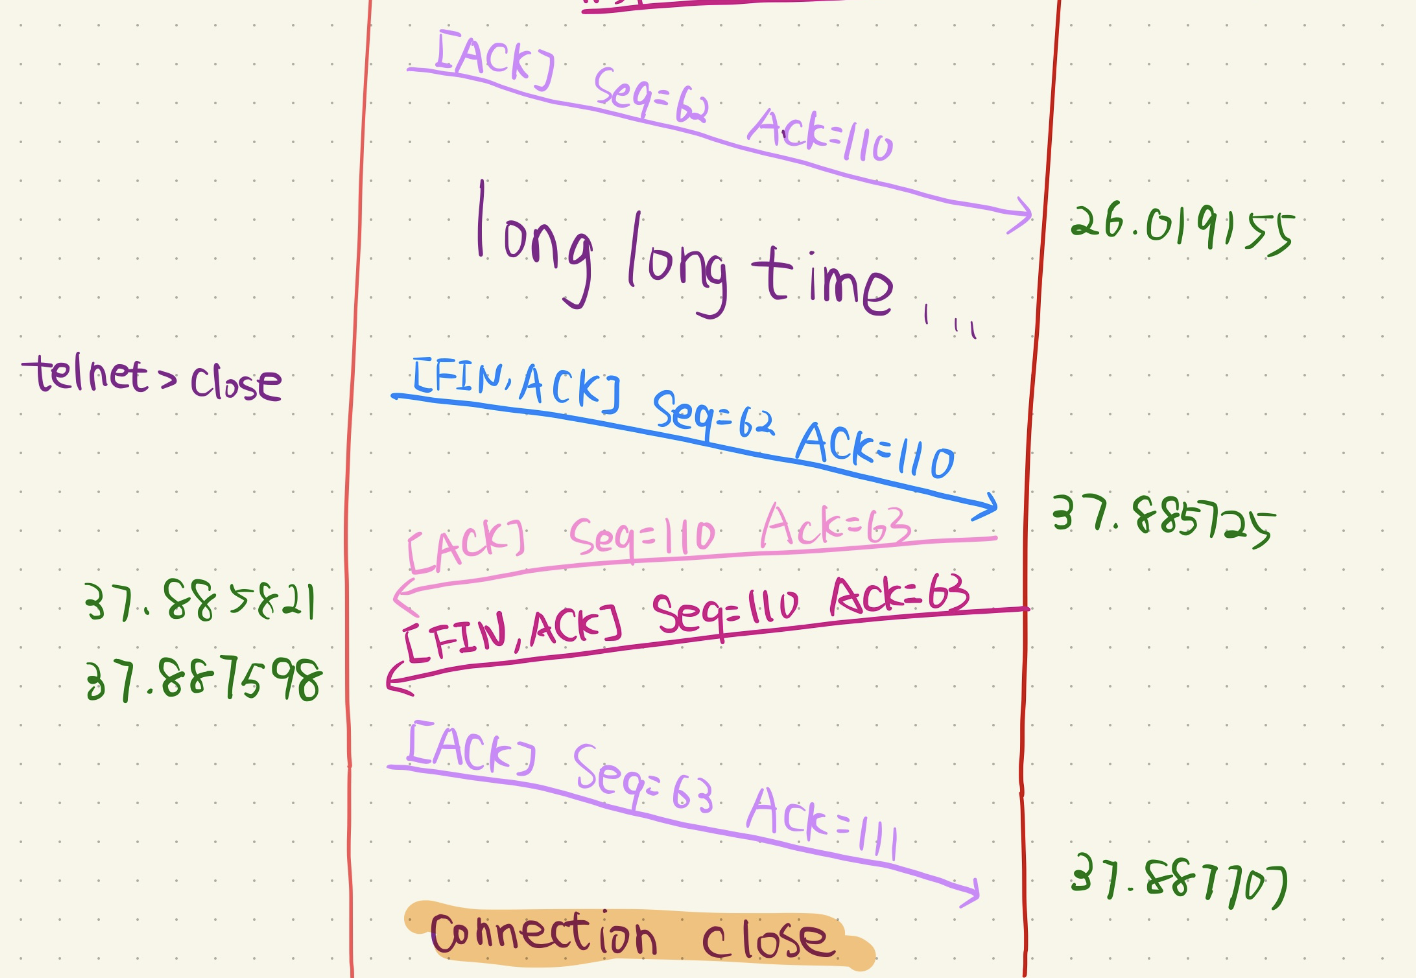 [ACK] Seq=62 Ack=110
26.019155
long long time...
telnet> close
[FIN, ACK] Seq=62 ACK=110
37.885725
[ACK] Seq=110 Ack=63
37.885821
[FIN, ACK] Seq=110 Ack=63
37.887598
[ACK] Seq=63 Ack=111
37.887707
Connection close